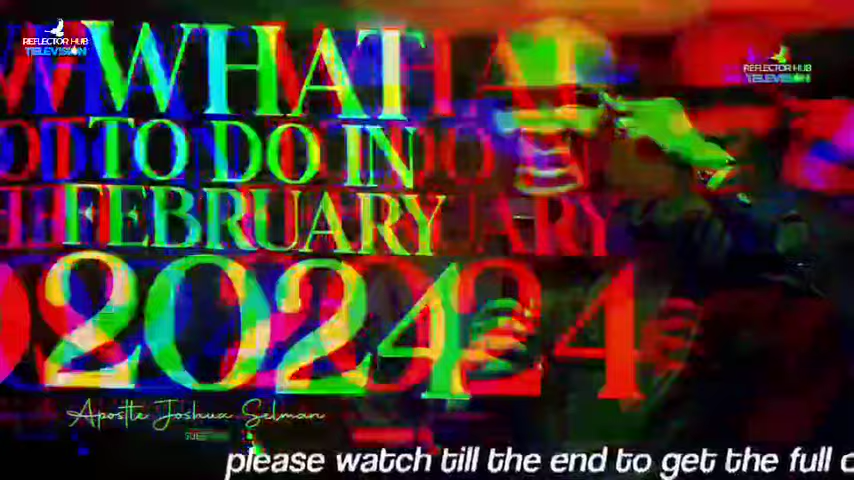 REFLECTOR HUB
TELEVISION
REFLECTOR HUB
TELEVISION
WHAT
TO DO IN
FEBRUARY
2024
Apostle Joshua Selman
please watch till the end to get the full